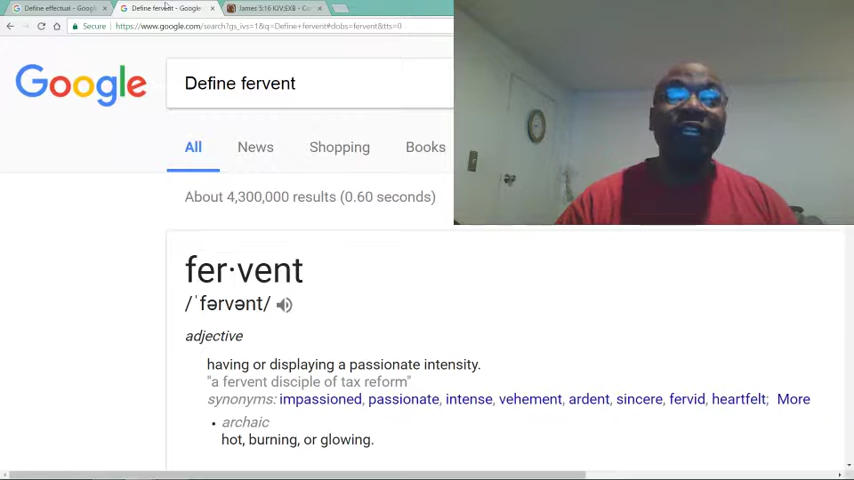 Define effectual - Google
Define fervent - Google
James 5:16 KJV;EXB -
Secure https://www.google.com/search?gs_ivs=1&q=Define+fervent#dobs=fervent&tts=0
Google
Define fervent
All News Shopping Books
About 4,300,000 results (0.60 seconds)
fer·vent
/ˈfərvənt/
adjective
having or displaying a passionate intensity.
"a fervent disciple of tax reform"
synonyms: impassioned, passionate, intense, vehement, ardent, sincere, fervid, heartfelt; More
• archaic
hot, burning, or glowing.